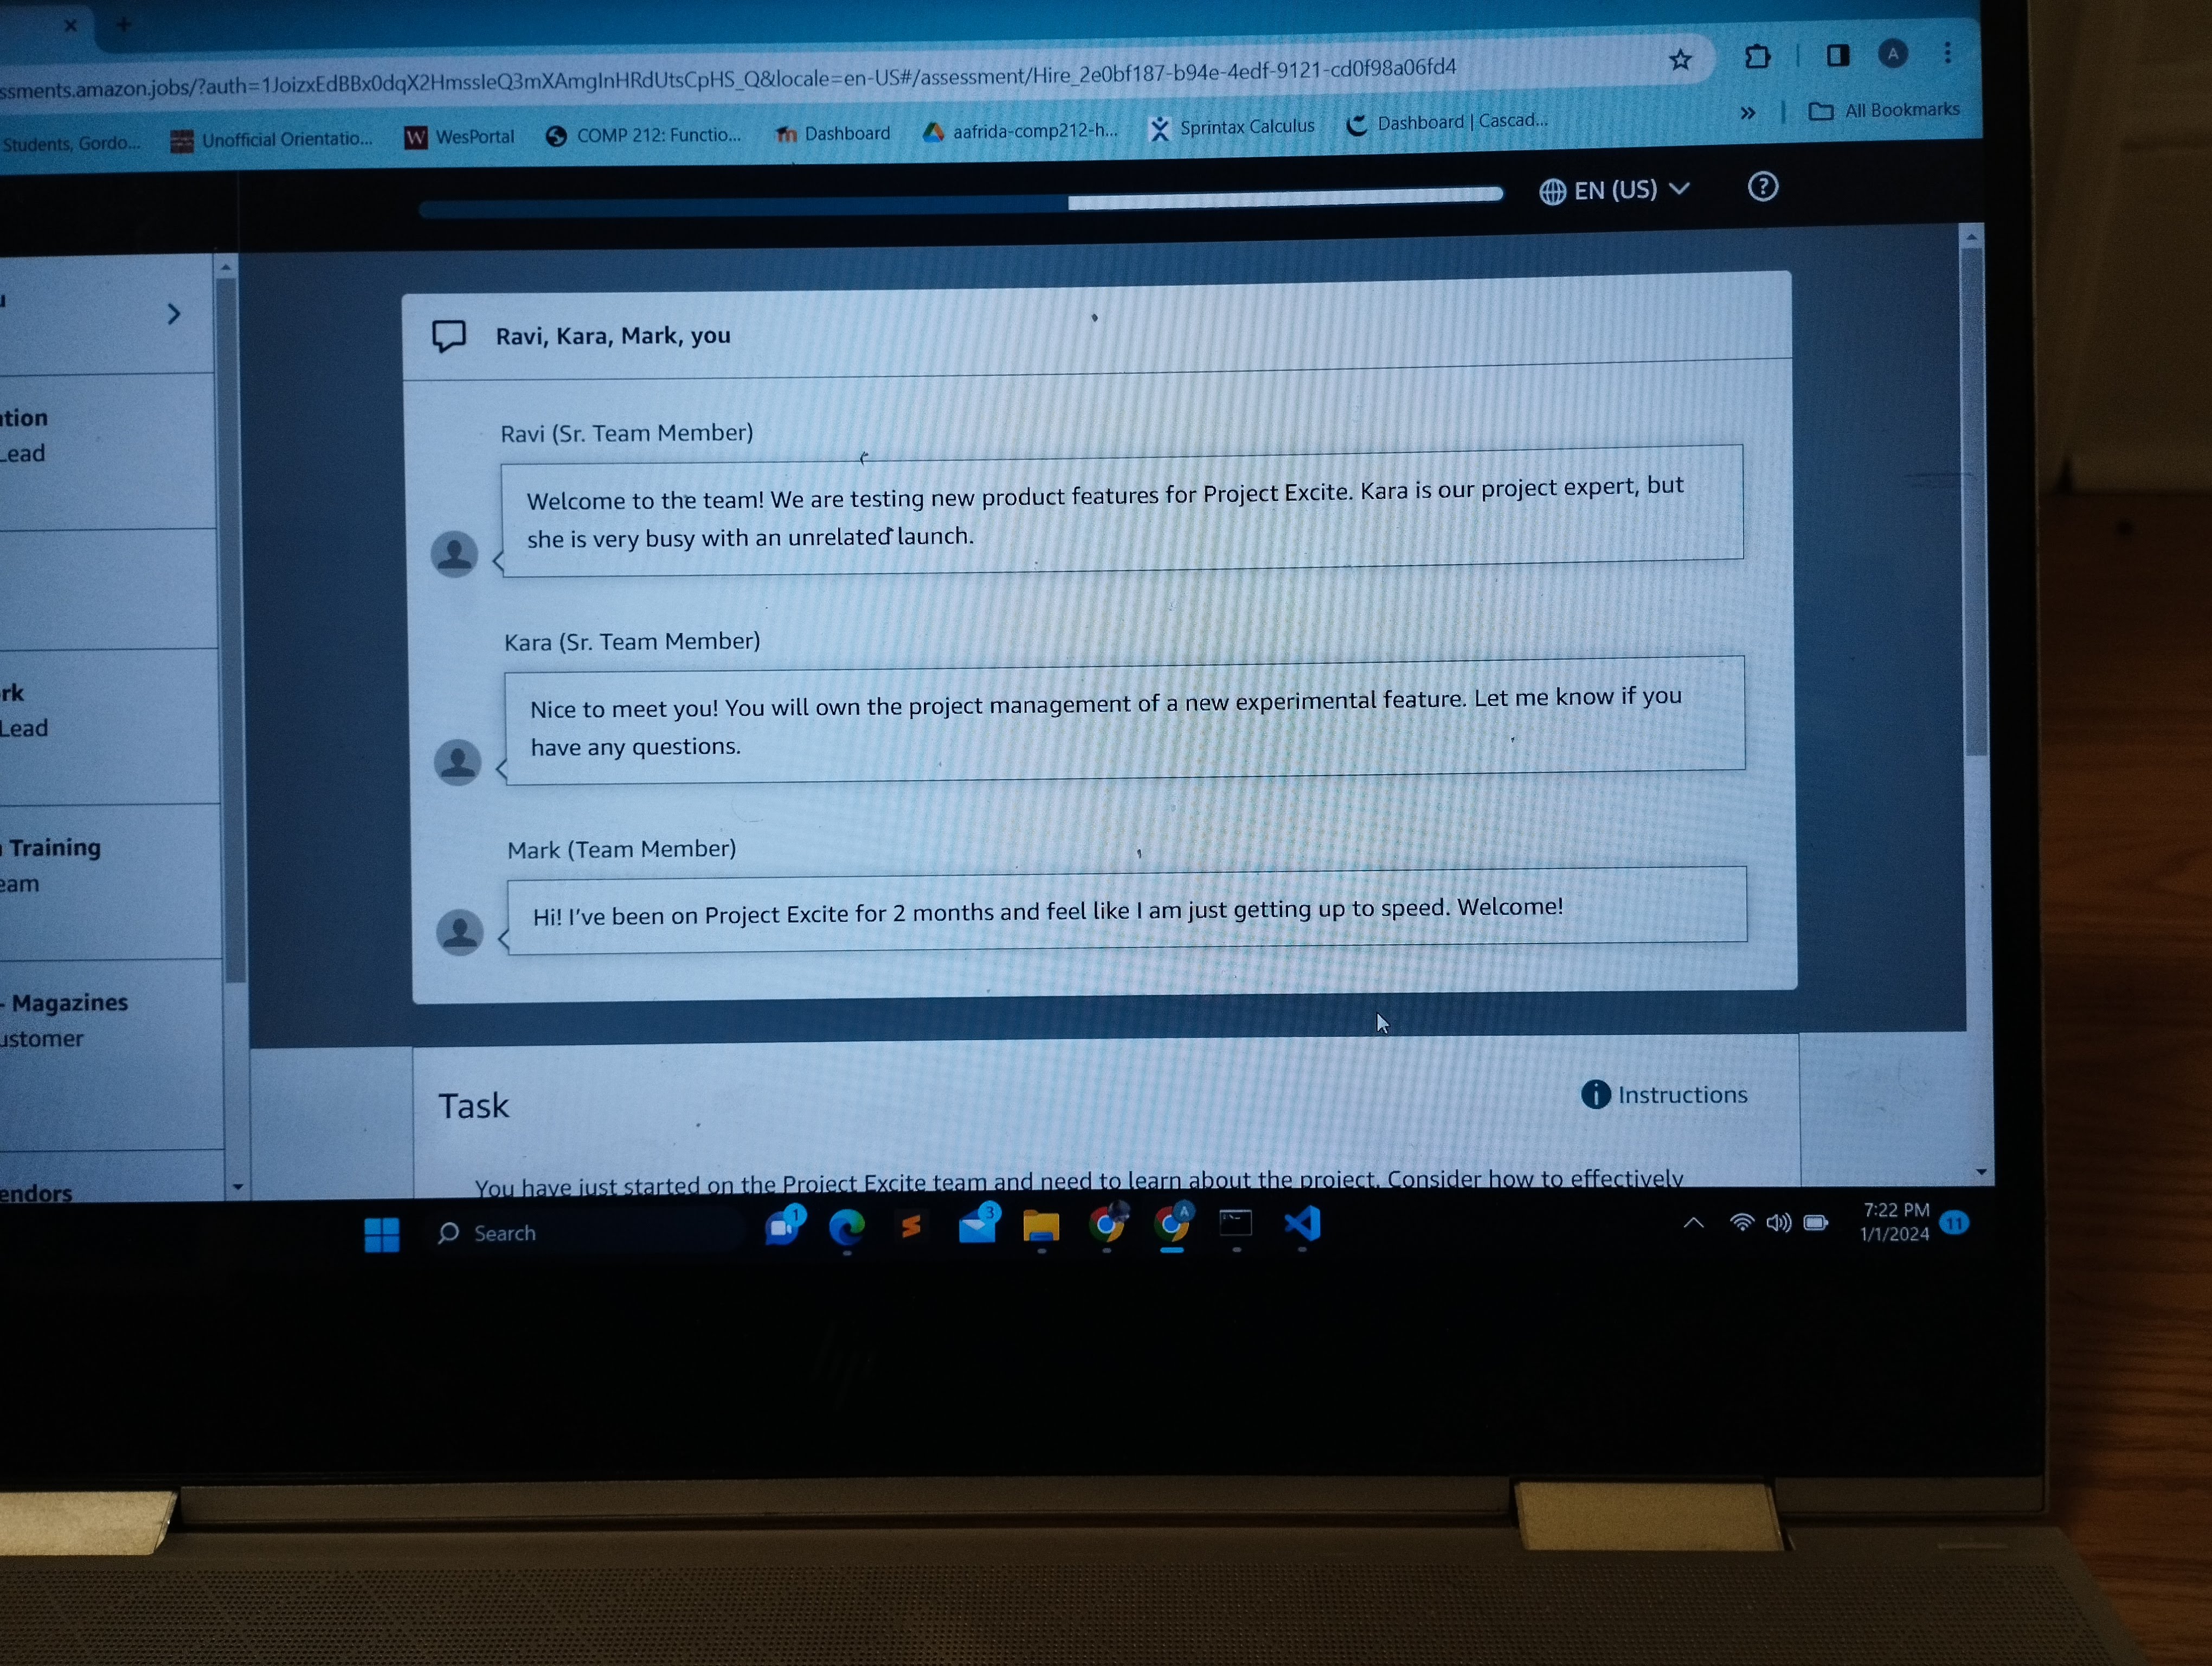 ssments.amazon.jobs/?auth=1JoizxEdBBx0dqX2HmssIeQ3mXAmgInHRdUtsCpHS_Q&locale=en-US#/assessment/Hire_2e0bf187-b94e-4edf-9121-cd0f98a06fd4
A
Students, Gordo...
Unofficial Orientatio...
W WesPortal
COMP 212: Functio...
Dashboard
aafrida-comp212-h...
Sprintax Calculus
Dashboard | Cascad...
All Bookmarks
EN (US)
Ravi, Kara, Mark, you
Ravi (Sr. Team Member)
Welcome to the team! We are testing new product features for Project Excite. Kara is our project expert, but
she is very busy with an unrelated launch.
Kara (Sr. Team Member)
Nice to meet you! You will own the project management of a new experimental feature. Let me know if you
have any questions.
Mark (Team Member)
Hi! I've been on Project Excite for 2 months and feel like I am just getting up to speed. Welcome!
Task
Instructions
You have just started on the Project Excite team and need to learn about the project. Consider how to effectively
tion
Lead
rk
Lead
Training
eam
- Magazines
ustomer
endors
Search
1
3
A
7:22 PM
1/1/2024
11